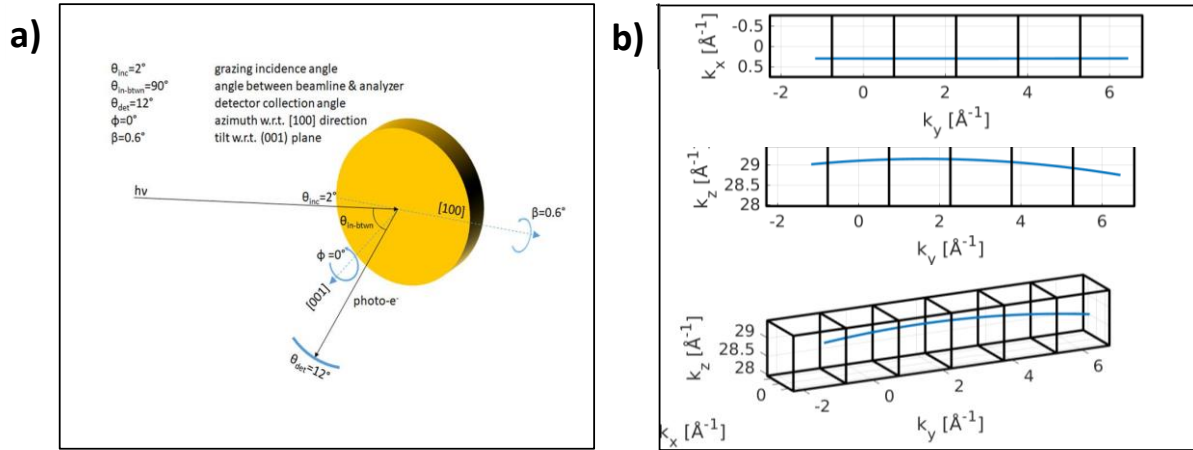 a)
θinc=2° grazing incidence angle
θin-btwn=90° angle between beamline & analyzer
θdet=12° detector collection angle
ϕ=0° azimuth w.r.t. [100] direction
β=0.6° tilt w.r.t. (001) plane
hν
θinc=2°
[100]
β=0.6°
θin-btwn
ϕ =0°
[001]
photo-e-
θdet=12°
b)
kx [Å-1]
-0.5
0
0.5
-2 0 2 4 6
ky [Å-1]
kz [Å-1]
29
28.5
28
-2 0 2 4 6
ky [Å-1]
kz [Å-1]
29
28.5
28
0
-2 0 2 4 6
kx [Å-1]
ky [Å-1]